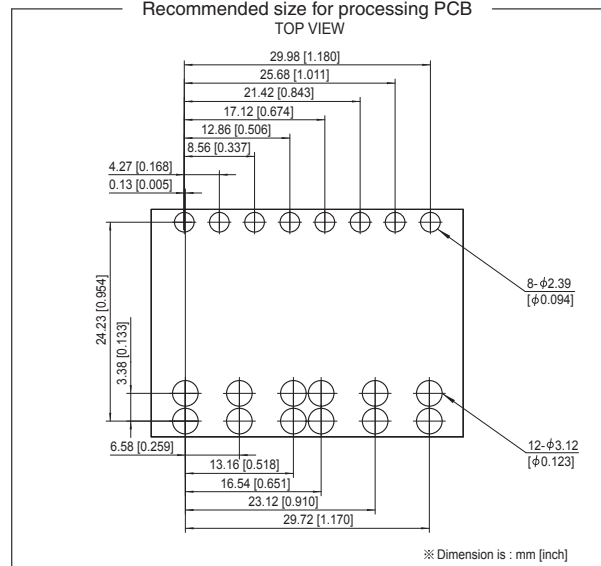 Recommended size for processing PCB
TOP VIEW
29.98 [1.180]
25.68 [1.011]
21.42 [0.843]
17.12 [0.674]
12.86 [0.506]
8.56 [0.337]
4.27 [0.168]
0.13 [0.005]
24.23 [0.954]
3.38 [0.133]
8-ϕ2.39
[ϕ0.094]
12-ϕ3.12
[ϕ0.123]
6.58 [0.259]
13.16 [0.518]
16.54 [0.651]
23.12 [0.910]
29.72 [1.170]
※ Dimension is : mm [inch]